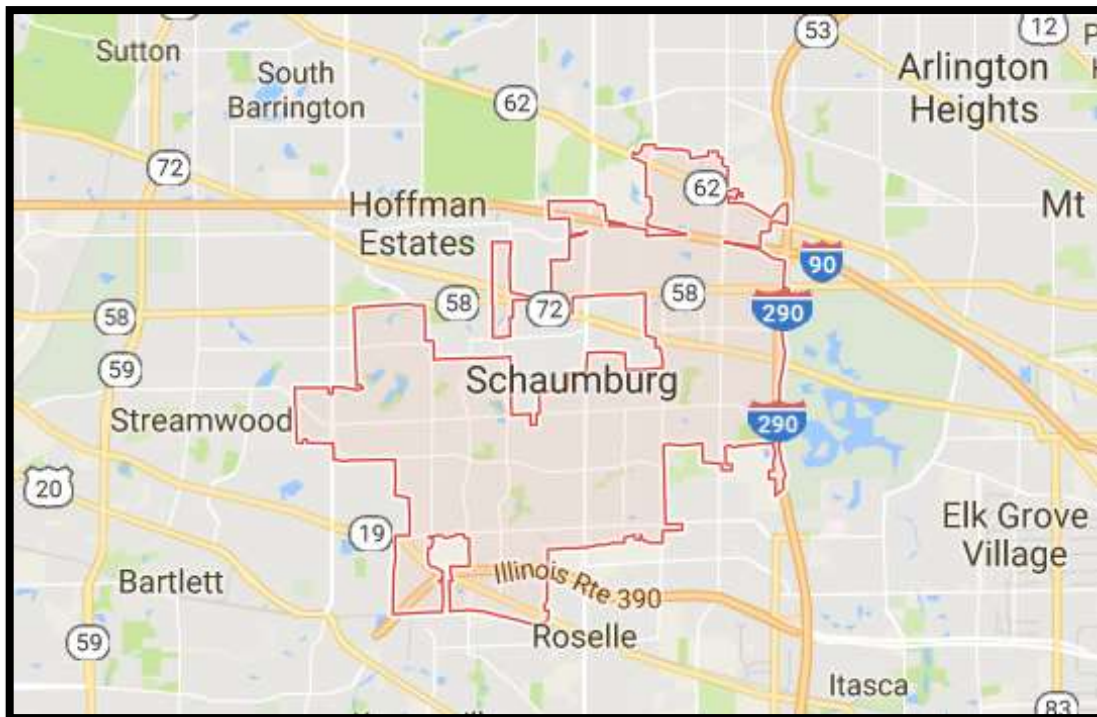 53
12
Sutton
Arlington
Heights
South
Barrington
62
72
62
Hoffman
Estates
Mt
90
58
72
58
290
58
59
Schaumburg
Streamwood
290
20
19
Elk Grove
Village
Illinois Rte 390
Bartlett
59
Roselle
Itasca
83